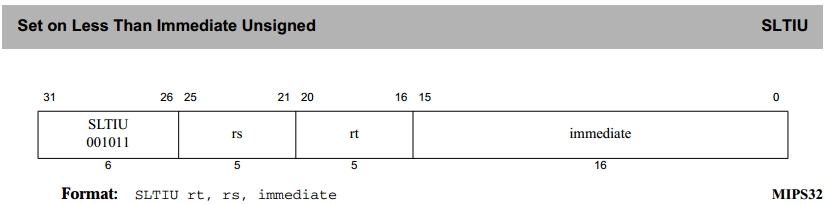 Set on Less Than Immediate Unsigned SLTIU
31 26 25 21 20 16 15 0
SLTIU
001011
rs rt immediate
6 5 5 16
Format: SLTIU rt, rs, immediate MIPS32